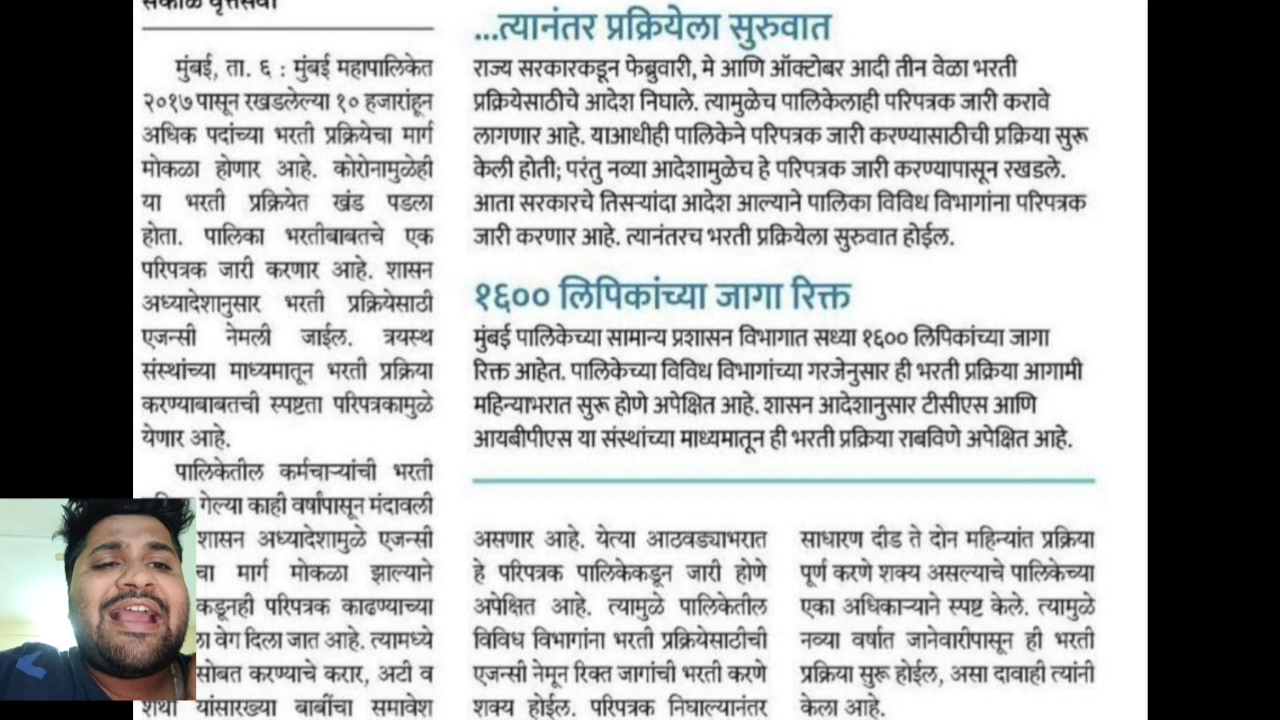 सकाळ वृत्तसेवा
मुंबई, ता. ६ : मुंबई महापालिकेत
२०१७ पासून रखडलेल्या १० हजारांहून
अधिक पदांच्या भरती प्रक्रियेचा मार्ग
मोकळा होणार आहे. कोरोनामुळेही
या भरती प्रक्रियेत खंड पडला
होता. पालिका भरतीबाबतचे एक
परिपत्रक जारी करणार आहे. शासन
अध्यादेशानुसार भरती प्रक्रियेसाठी
एजन्सी नेमली जाईल. त्रयस्थ
संस्थांच्या माध्यमातून भरती प्रक्रिया
करण्याबाबतची स्पष्टता परिपत्रकामुळे
येणार आहे.
पालिकेतील कर्मचाऱ्यांची भरती
गेल्या काही वर्षांपासून मंदावली
शासन अध्यादेशामुळे एजन्सी
चा मार्ग मोकळा झाल्याने
कडूनही परिपत्रक काढण्याच्या
वेग दिला जात आहे. त्यामध्ये
सोबत करण्याचे करार, अटी व
यांसारख्या बाबींचा समावेश
...त्यानंतर प्रक्रियेला सुरुवात
राज्य सरकारकडून फेब्रुवारी, मे आणि ऑक्टोबर आदी तीन वेळा भरती
प्रक्रियेसाठीचे आदेश निघाले. त्यामुळेच पालिकेलाही परिपत्रक जारी करावे
लागणार आहे. याआधीही पालिकेने परिपत्रक जारी करण्यासाठीची प्रक्रिया सुरू
केली होती; परंतु नव्या आदेशामुळेच हे परिपत्रक जारी करण्यापासून रखडले.
आता सरकारचे तिसऱ्यांदा आदेश आल्याने पालिका विविध विभागांना परिपत्रक
जारी करणार आहे. त्यानंतरच भरती प्रक्रियेला सुरुवात होईल.
१६०० लिपिकांच्या जागा रिक्त
मुंबई पालिकेच्या सामान्य प्रशासन विभागात सध्या १६०० लिपिकांच्या जागा
रिक्त आहेत. पालिकेच्या विविध विभागांच्या गरजेनुसार ही भरती प्रक्रिया आगामी
महिन्याभरात सुरू होणे अपेक्षित आहे. शासन आदेशानुसार टीसीएस आणि
आयबीपीएस या संस्थांच्या माध्यमातून ही भरती प्रक्रिया राबविणे अपेक्षित आहे.
असणार आहे. येत्या आठवड्याभरात
हे परिपत्रक पालिकेकडून जारी होणे
अपेक्षित आहे. त्यामुळे पालिकेतील
विविध विभागांना भरती प्रक्रियेसाठीची
एजन्सी नेमून रिक्त जागांची भरती करणे
शक्य होईल. परिपत्रक निघाल्यानंतर
साधारण दीड ते दोन महिन्यांत प्रक्रिया
पूर्ण करणे शक्य असल्याचे पालिकेच्या
एका अधिकाऱ्याने स्पष्ट केले. त्यामुळे
नव्या वर्षात जानेवारीपासून ही भरती
प्रक्रिया सुरू होईल, असा दावाही त्यांनी
केला आहे.